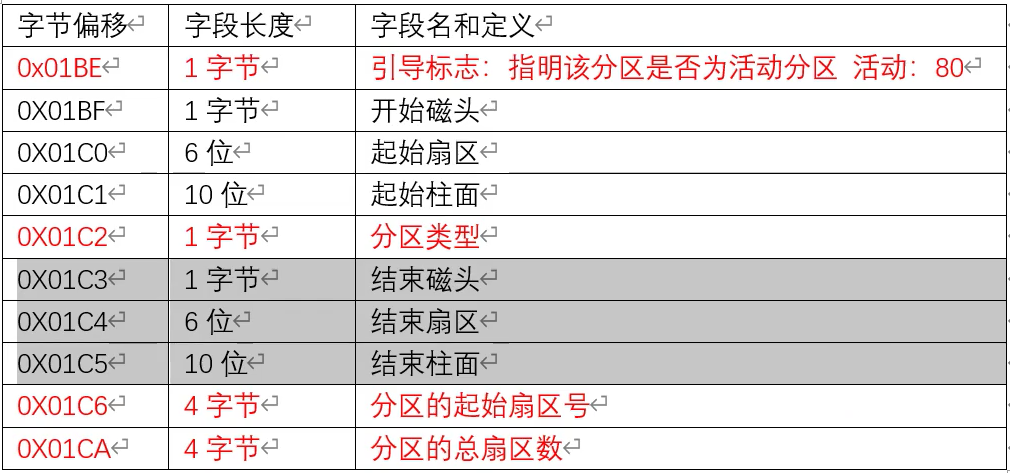 字节偏移 字段长度 字段名和定义
0x01BE 1 字节 引导标志：指明该分区是否为活动分区 活动：80
0X01BF 1 字节 开始磁头
0X01C0 6 位 起始扇区
0X01C1 10 位 起始柱面
0X01C2 1 字节 分区类型
0X01C3 1 字节 结束磁头
0X01C4 6 位 结束扇区
0X01C5 10 位 结束柱面
0X01C6 4 字节 分区的起始扇区号
0X01CA 4 字节 分区的总扇区数